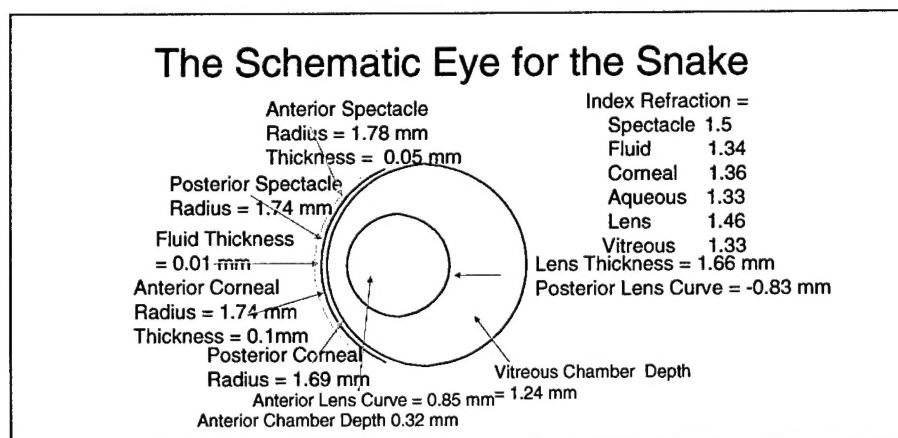 The Schematic Eye for the Snake
Anterior Spectacle
Radius = 1.78 mm
Thickness = 0.05 mm
Posterior Spectacle
Radius = 1.74 mm
Fluid Thickness
= 0.01 mm
Anterior Corneal
Radius = 1.74 mm
Thickness = 0.1mm
Posterior Corneal
Radius = 1.69 mm
Anterior Lens Curve = 0.85 mm
Anterior Chamber Depth 0.32 mm
Index Refraction =
Spectacle 1.5
Fluid 1.34
Corneal 1.36
Aqueous 1.33
Lens 1.46
Vitreous 1.33
Lens Thickness = 1.66 mm
Posterior Lens Curve = -0.83 mm
Vitreous Chamber Depth
= 1.24 mm